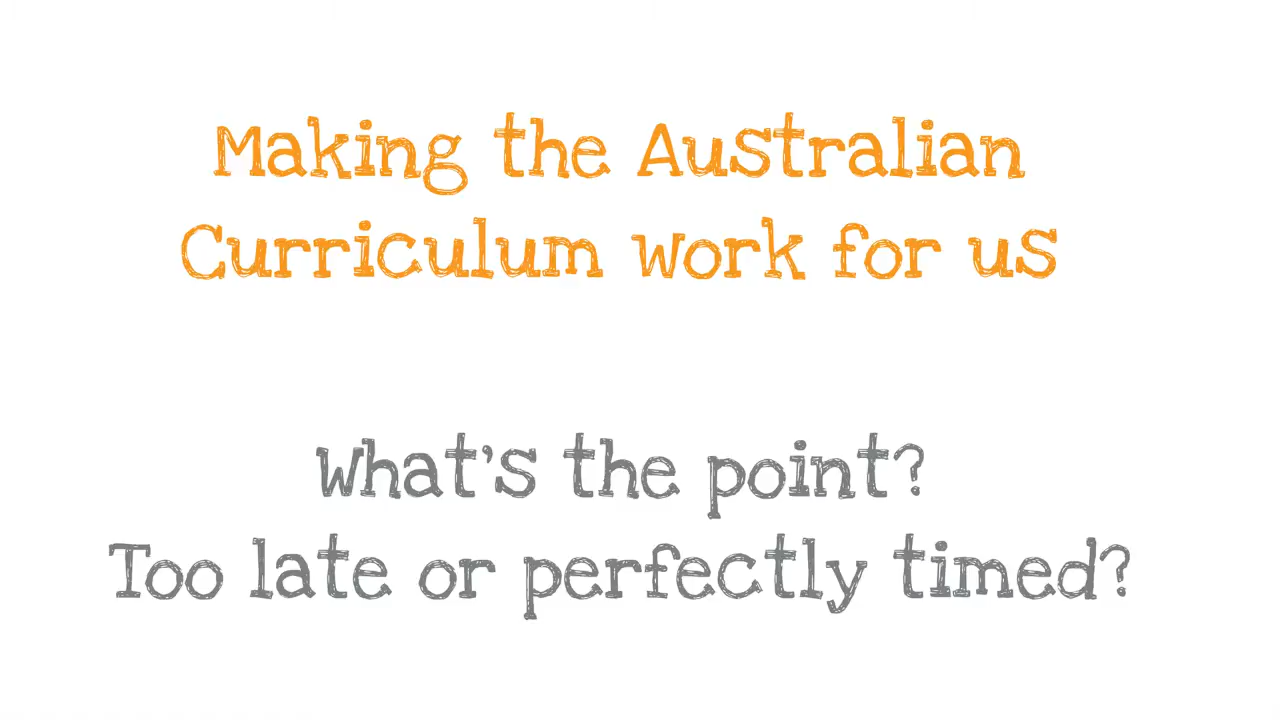 Making the Australian
Curriculum work for us
What's the point?
Too late or perfectly timed?